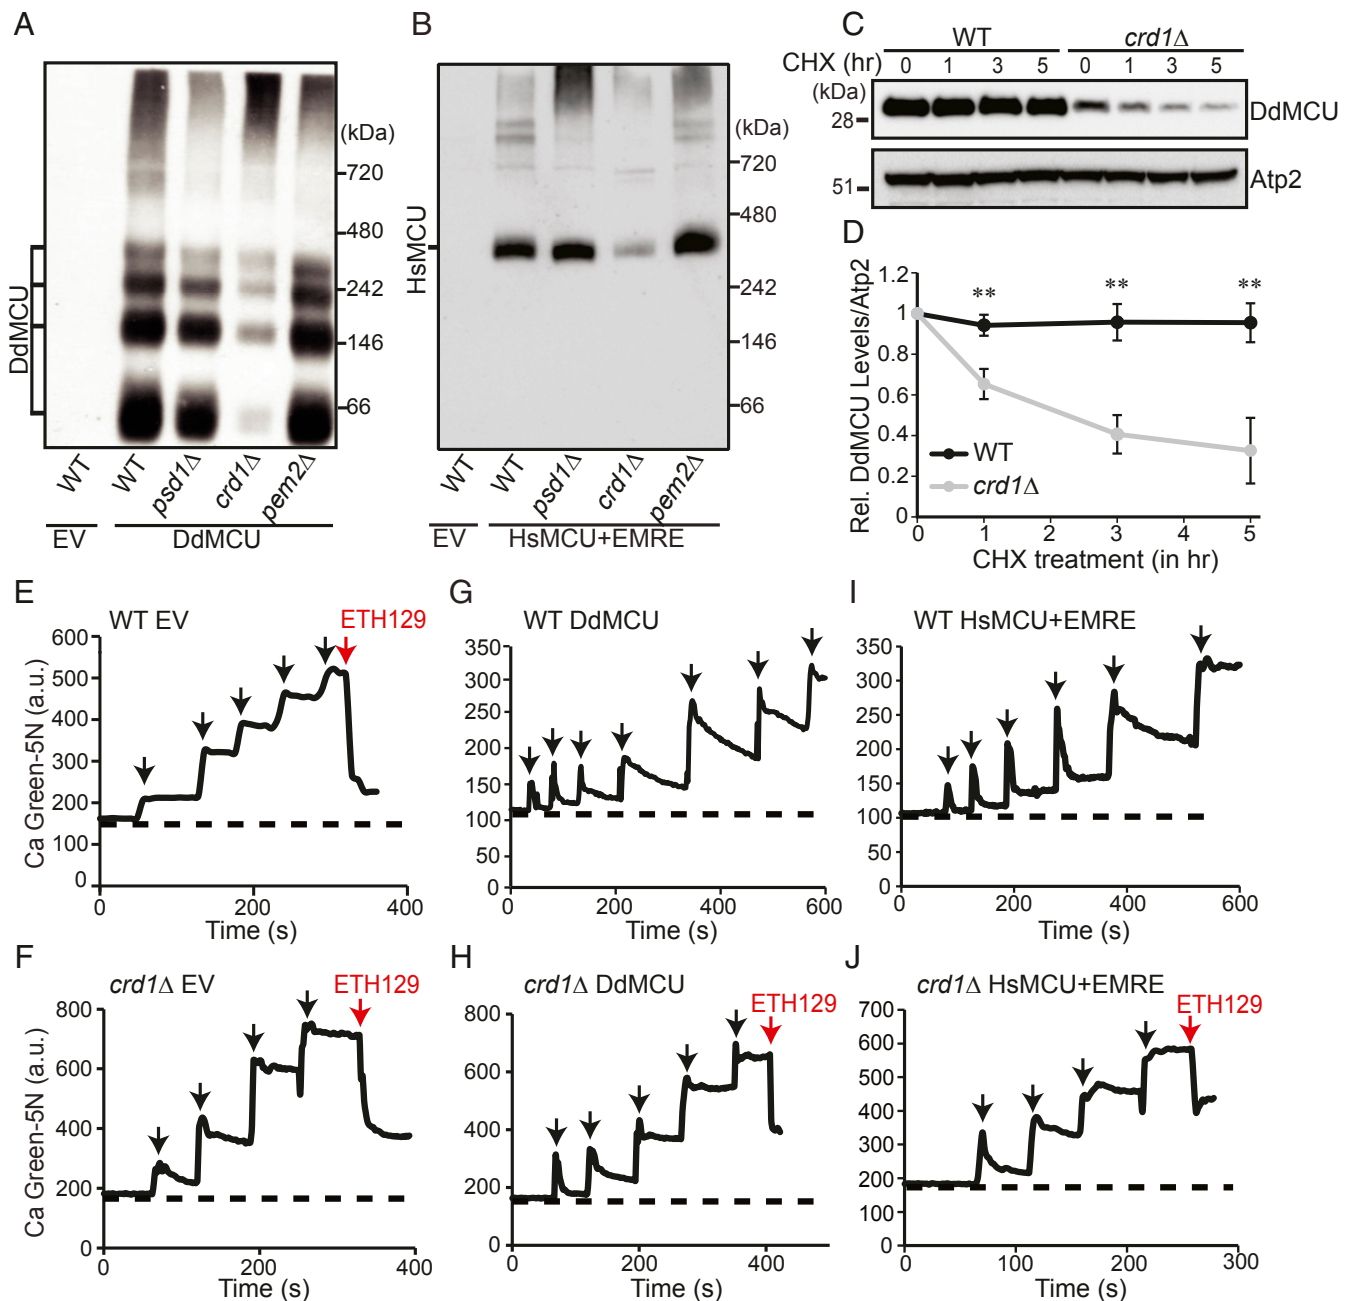 A
(kDa)
720
480
242
146
66
DdMCU
WT
WT
psd1Δ
crd1Δ
pem2Δ
EV
DdMCU
B
(kDa)
720
480
242
146
66
HsMCU
WT
WT
psd1Δ
crd1Δ
pem2Δ
EV
HsMCU+EMRE
C
WT
crd1Δ
CHX (hr) 0 1 3 5 0 1 3 5
(kDa)
28
DdMCU
51
Atp2
D
Rel. DdMCU Levels/Atp2
1.2
1
0.8
0.6
0.4
0.2
0
** ** **
WT
crd1Δ
0 1 2 3 4 5
CHX treatment (in hr)
E
WT EV
ETH129
Ca Green-5N (a.u.)
600
500
400
300
200
100
0
0 200 400
Time (s)
G
WT DdMCU
350
300
250
200
150
100
50
0
0 200 400 600
Time (s)
I
WT HsMCU+EMRE
350
300
250
200
150
100
50
0
0 200 400 600
Time (s)
F
crd1Δ EV
ETH129
Ca Green-5N (a.u.)
800
600
400
200
0
0 200 400
Time (s)
H
crd1Δ DdMCU
ETH129
800
600
400
200
0
0 200 400
Time (s)
J
crd1Δ HsMCU+EMRE
ETH129
700
600
500
400
300
200
100
0
0 100 200 300
Time (s)